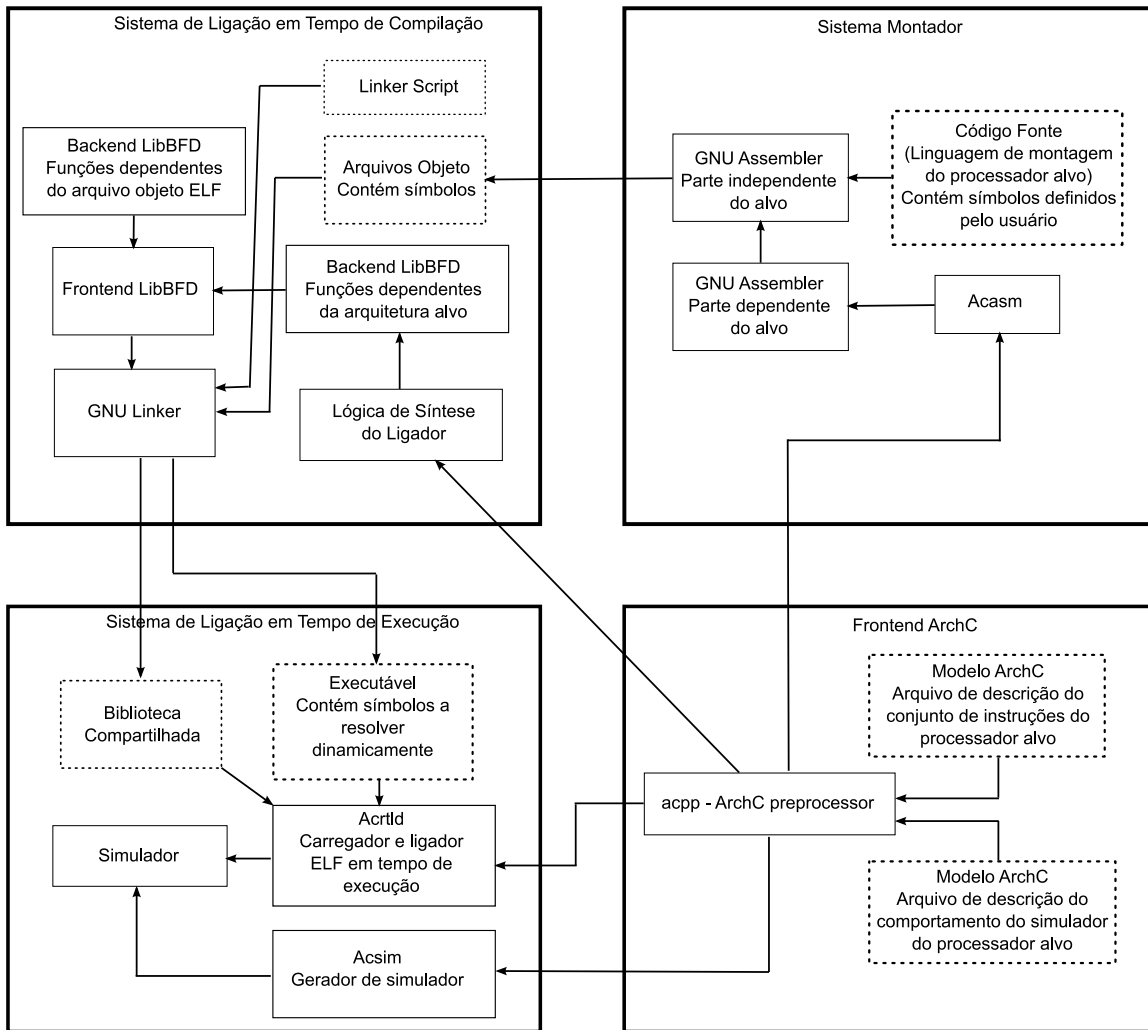 Sistema de Ligação em Tempo de Compilação
Linker Script
Backend LibBFD
Funções dependentes
do arquivo objeto ELF
Arquivos Objeto
Contém símbolos
Frontend LibBFD
Backend LibBFD
Funções dependentes
da arquitetura alvo
GNU Linker
Lógica de Síntese
do Ligador
Sistema Montador
Código Fonte
(Linguagem de montagem
do processador alvo)
Contém símbolos definidos
pelo usuário
GNU Assembler
Parte independente
do alvo
GNU Assembler
Parte dependente
do alvo
Acasm
Sistema de Ligação em Tempo de Execução
Biblioteca
Compartilhada
Executável
Contém símbolos a
resolver
dinamicamente
Simulador
Acrtld
Carregador e ligador
ELF em tempo de
execução
Acsim
Gerador de simulador
Frontend ArchC
Modelo ArchC
Arquivo de descrição do
conjunto de instruções do
processador alvo
acpp - ArchC preprocessor
Modelo ArchC
Arquivo de descrição do
comportamento do simulador
do processador alvo